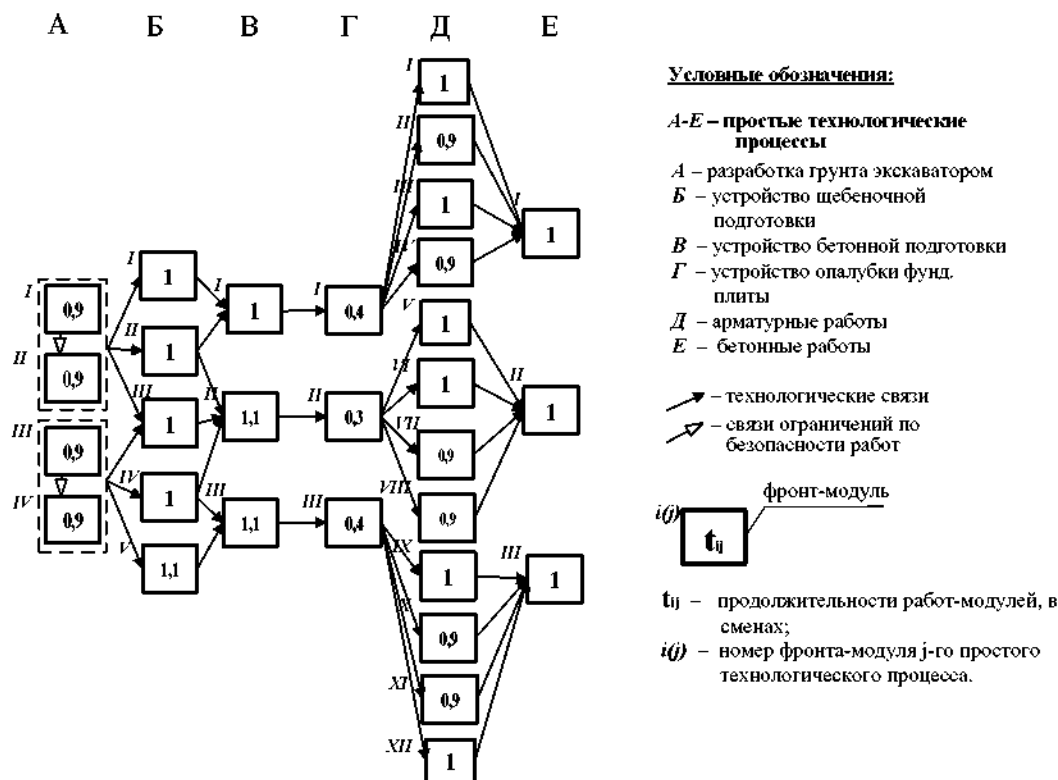 А Б В Г Д Е
I
1
II
0,9
III
1
0,9
I
1
I
1
I
1
I
0,4
I
0,9
II
0,9
II
1
V
1
III
1
II
1,1
II
0,3
VI
1
VII
0,9
VIII
0,9
II
1
III
0,9
IV
0,9
IV
1
V
1,1
III
1,1
III
0,4
IX
1
0,9
XI
0,9
XII
1
III
1
Условные обозначения:
А-Е – простые технологические
процессы
А – разработка грунта экскаватором
Б – устройство щебеночной
подготовки
В – устройство бетонной подготовки
Г – устройство опалубки фунд.
плиты
Д – арматурные работы
Е – бетонные работы
– технологические связи
– связи ограничений по
безопасности работ
фронт-модуль
i(j)
tij
tij – продолжительности работ-модулей, в
сменах;
i(j) – номер фронта-модуля j-го простого
технологического процесса.